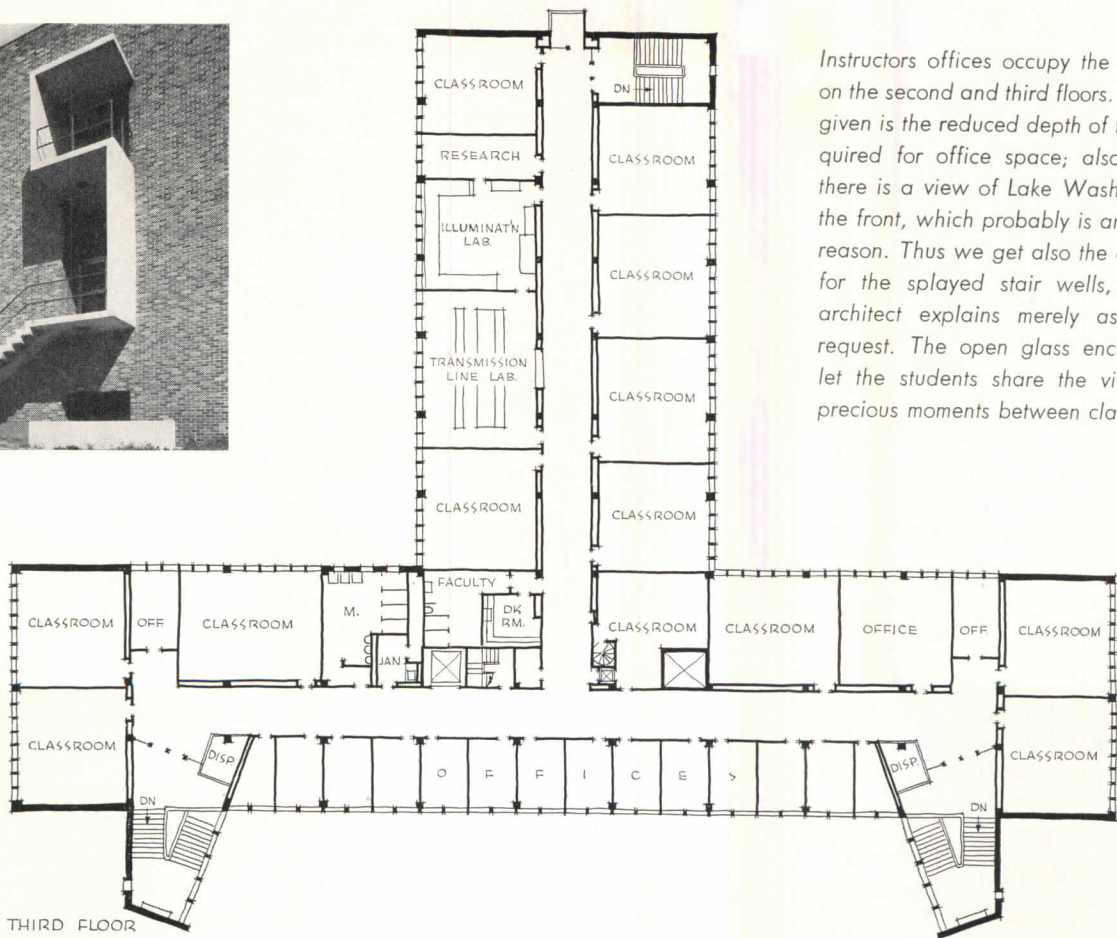 Instructors offices occupy the
on the second and third floors.
given is the reduced depth of
quired for office space; also
there is a view of Lake Wash
the front, which probably is
reason. Thus we get also the
for the splayed stair wells,
architect explains merely as
request. The open glass enc
let the students share the vi
precious moments between cla
CLASSROOM
DN
RESEARCH
CLASSROOM
ILLUMINAT'N
LAB.
CLASSROOM
TRANSMISSION
LINE LAB.
CLASSROOM
CLASSROOM
CLASSROOM
FACULTY
CLASSROOM
OFF.
CLASSROOM
M.
DK.
RM.
CLASSROOM
CLASSROOM
OFFICE
OFF.
CLASSROOM
JAN.
CLASSROOM
DISP.
OFFICES
DISP.
CLASSROOM
DN
DN
THIRD FLOOR